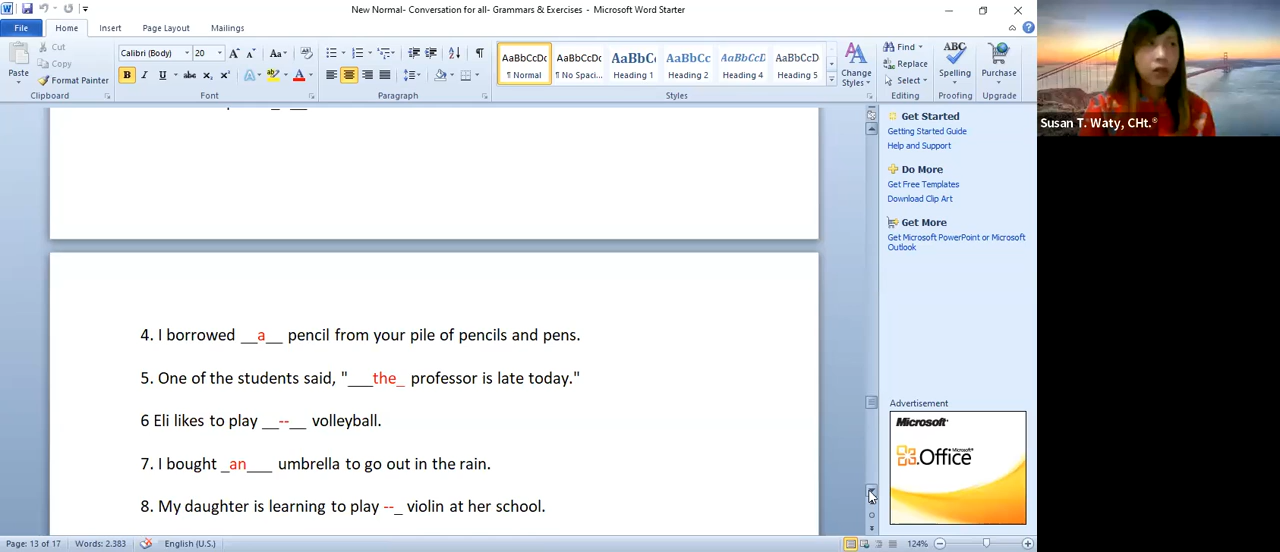 New Normal- Conversation for all- Grammars & Exercises - Microsoft Word Starter
File Home Insert Page Layout Mailings
Paste
Cut
Copy
Format Painter
Clipboard
Calibri (Body) 20
B I U abc x₂ x²
Font
Paragraph
AaBbCcDc AaBbCcDc AaBbC AaBbCc AaBbCcI AaBbCcD
¶ Normal ¶ No Spaci... Heading 1 Heading 2 Heading 4 Heading 5
Change Styles
Styles
Find
Replace
Select
Editing
ABC
Spelling
Proofing
Purchase
Upgrade
Susan T. Waty, CHt.®
Get Started
Getting Started Guide
Help and Support
Do More
Get Free Templates
Download Clip Art
Get More
Get Microsoft PowerPoint or Microsoft
Outlook
4. I borrowed __a__ pencil from your pile of pencils and pens.
5. One of the students said, "___the_ professor is late today."
6 Eli likes to play __--__ volleyball.
7. I bought _an___ umbrella to go out in the rain.
8. My daughter is learning to play --_ violin at her school.
Advertisement
Microsoft®
Microsoft®
Office
Page: 13 of 17 Words: 2.383 English (U.S.) 124%